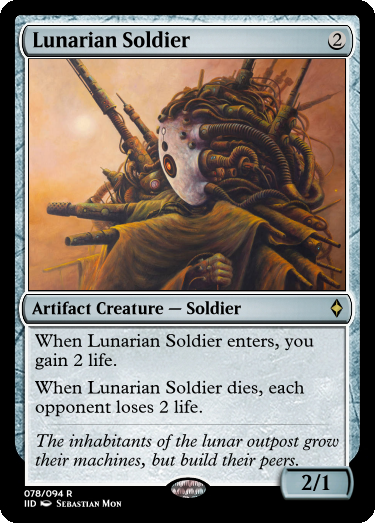 Lunarian Soldier 2
Artifact Creature — Soldier
When Lunarian Soldier enters, you
gain 2 life.
When Lunarian Soldier dies, each
opponent loses 2 life.
The inhabitants of the lunar outpost grow
their machines, but build their peers.
2/1
078/094 R
IID Sebastian Mon